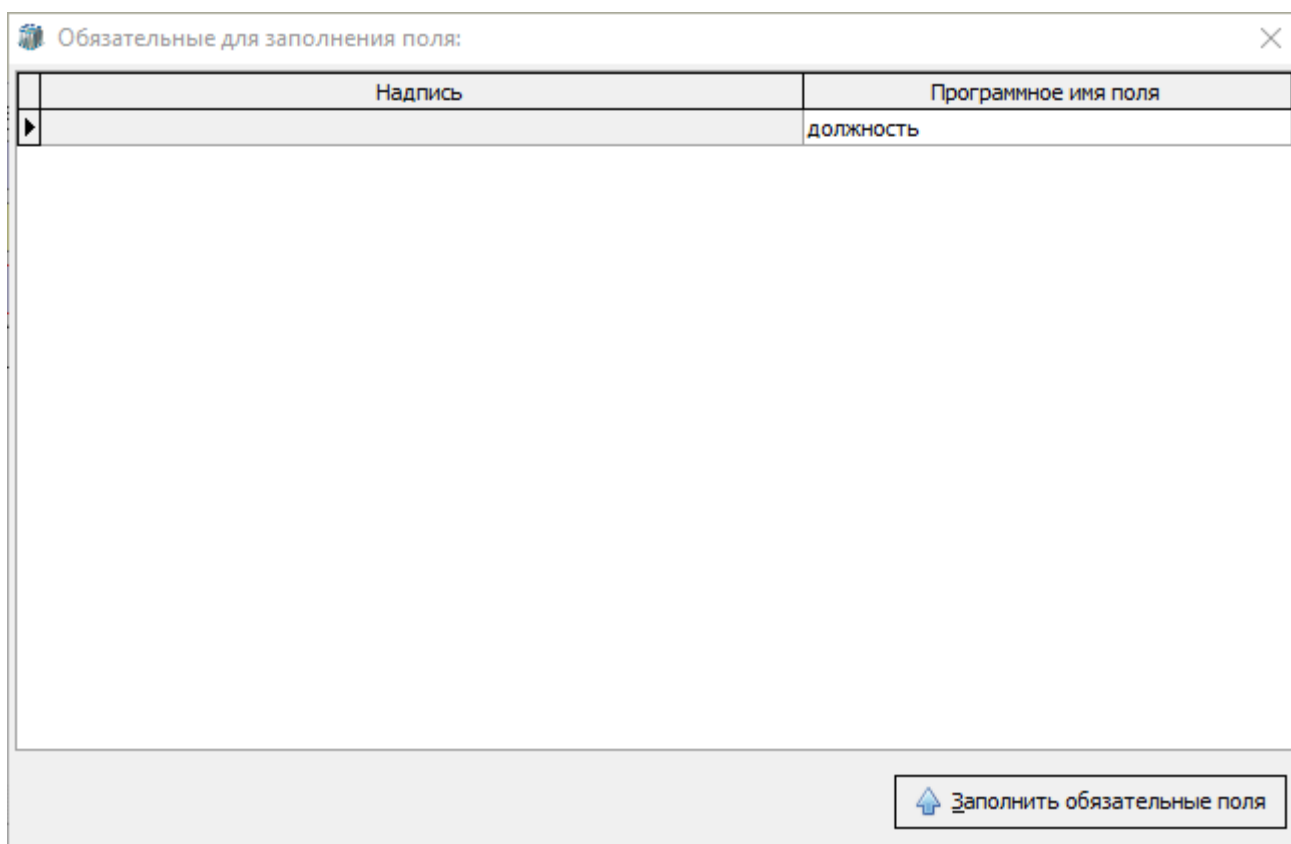 Обязательные для заполнения поля:
Надпись Программное имя поля
должность
Заполнить обязательные поля